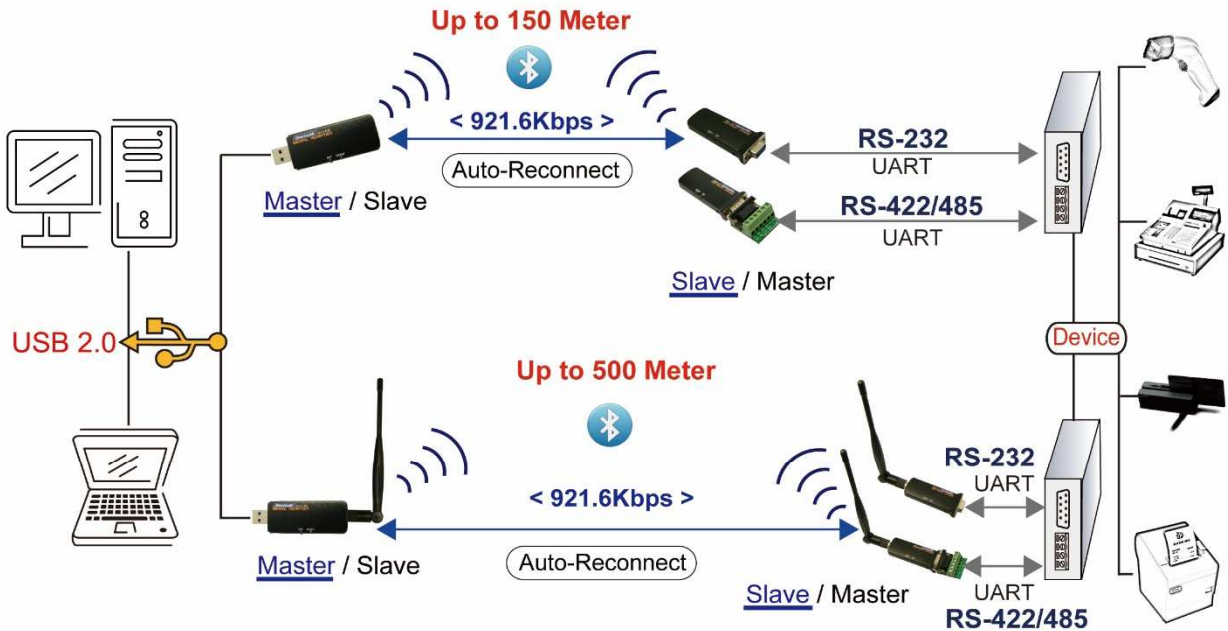 Up to 150 Meter
< 921.6Kbps >
Auto-Reconnect
Master / Slave
RS-232
UART
RS-422/485
UART
Slave / Master
USB 2.0
Device
Up to 500 Meter
< 921.6Kbps >
Auto-Reconnect
Master / Slave
RS-232
UART
Slave / Master
UART
RS-422/485